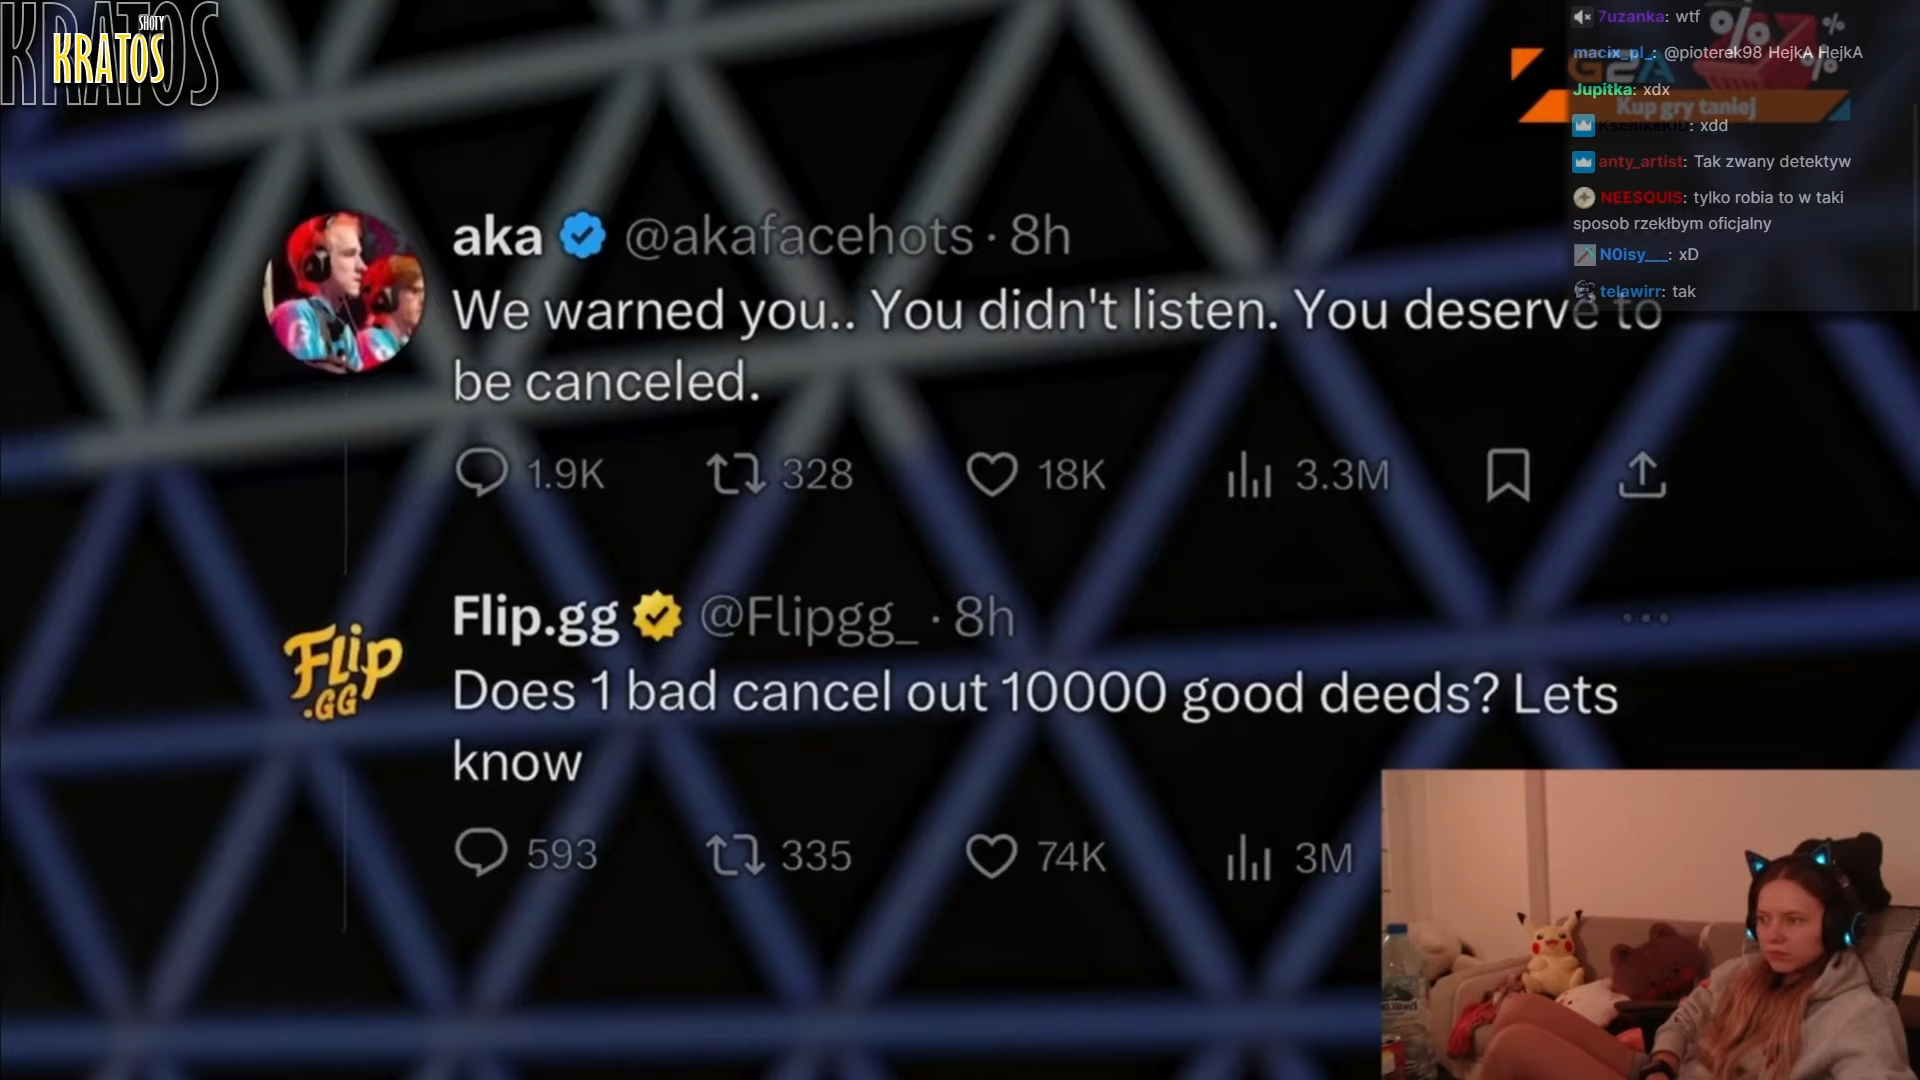 KRATOS
SHOTY
KRATOS
7uzanka: wtf
macix_pl_: @pioterek98 HejkA HejkA
G2A
Jupitka: xdx
Kup gry taniej
KseniksKiD: xdd
anty_artist: Tak zwany detektyw
NEESQUIS: tylko robia to w taki
sposob rzekłbym oficjalny
N0isy___: xD
telawirr: tak
aka @akafacehots · 8h
We warned you.. You didn't listen. You deserve to
be canceled.
1.9K 328 18K 3.3M
Flip.gg @Flipgg_ · 8h
FLip
.GG
Does 1 bad cancel out 10000 good deeds? Lets
know
593 335 74K 3M